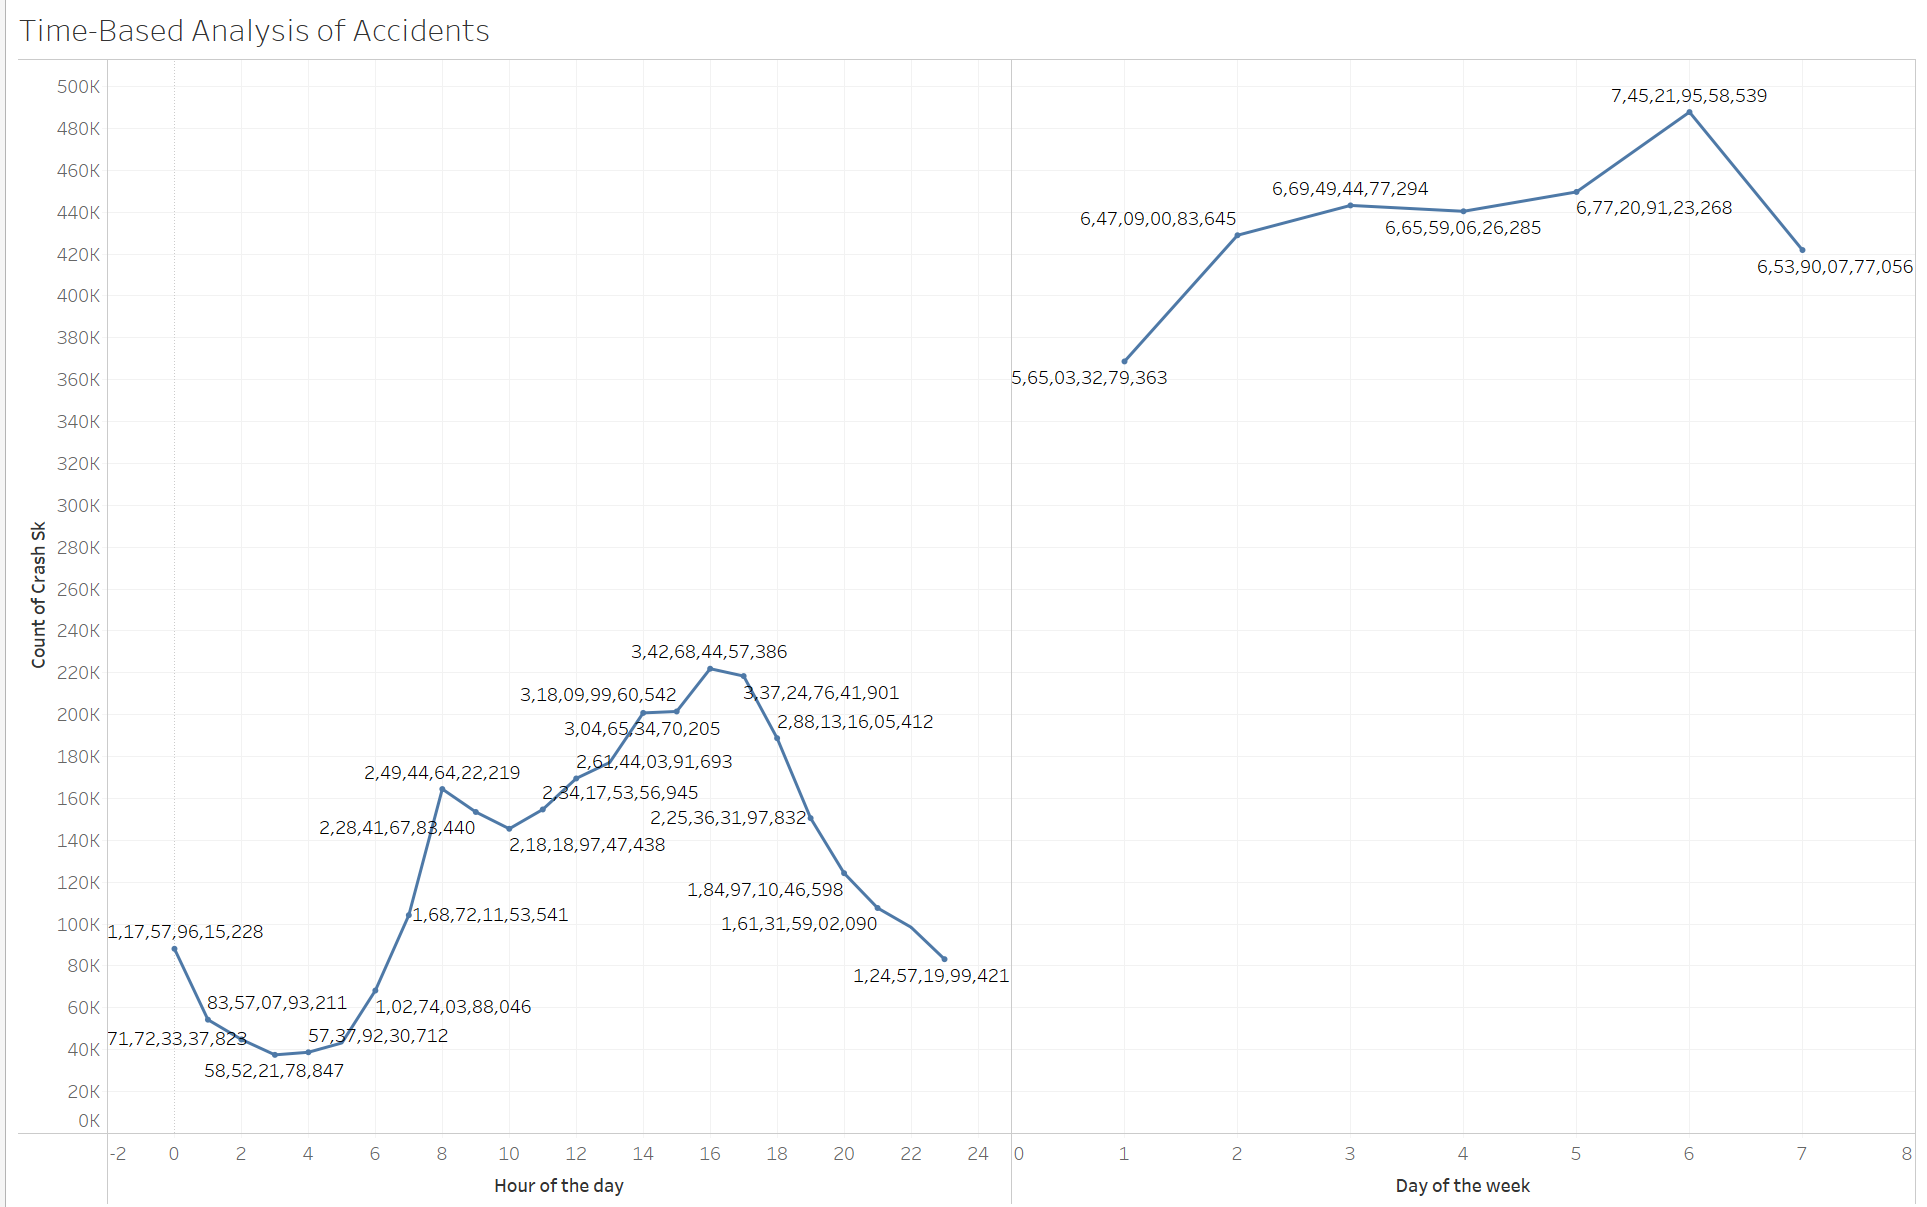 Time-Based Analysis of Accidents
Count of Crash Sk
500K
480K
460K
440K
420K
400K
380K
360K
340K
320K
300K
280K
260K
240K
220K
200K
180K
160K
140K
120K
100K
80K
60K
40K
20K
0K
1,17,57,96,15,228
83,57,07,93,211
71,72,33,37,823
58,52,21,78,847
57,37,92,30,712
1,02,74,03,88,046
1,68,72,11,53,541
2,49,44,64,22,219
2,28,41,67,83,440
2,18,18,97,47,438
2,34,17,53,56,945
2,61,44,03,91,693
3,18,09,99,60,542
3,04,65,34,70,205
3,42,68,44,57,386
3,37,24,76,41,901
2,88,13,16,05,412
2,25,36,31,97,832
1,84,97,10,46,598
1,61,31,59,02,090
1,24,57,19,99,421
-2 0 2 4 6 8 10 12 14 16 18 20 22 24
Hour of the day
5,65,03,32,79,363
6,47,09,00,83,645
6,69,49,44,77,294
6,65,59,06,26,285
6,77,20,91,23,268
7,45,21,95,58,539
6,53,90,07,77,056
0 1 2 3 4 5 6 7 8
Day of the week